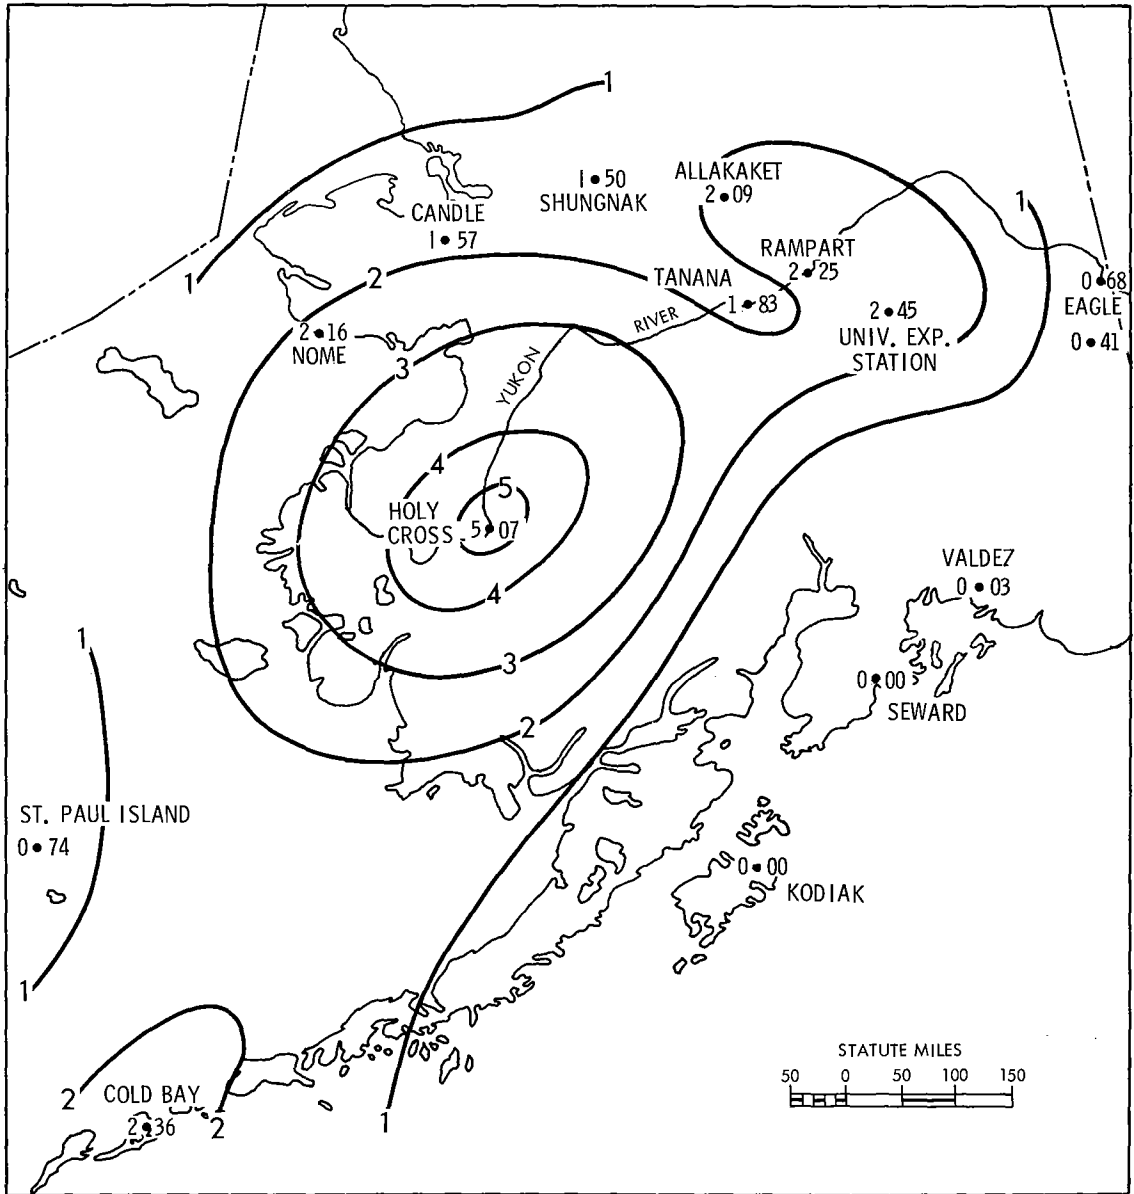 1
ALLAKAKET
2 09
1 50
SHUNGNAK
CANDLE
1 57
1
RAMPART
2 25
TANANA
1 83
1
2
0 68
EAGLE
0 41
2 45
UNIV. EXP.
STATION
RIVER
2 16
NOME
3
YUKON
4
5
HOLY
CROSS
5 07
4
VALDEZ
0 03
1
3
0 00
SEWARD
2
ST. PAUL ISLAND
0 74
0 00
KODIAK
1
STATUTE MILES
50 0 50 100 150
2
COLD BAY
2 36
2
1